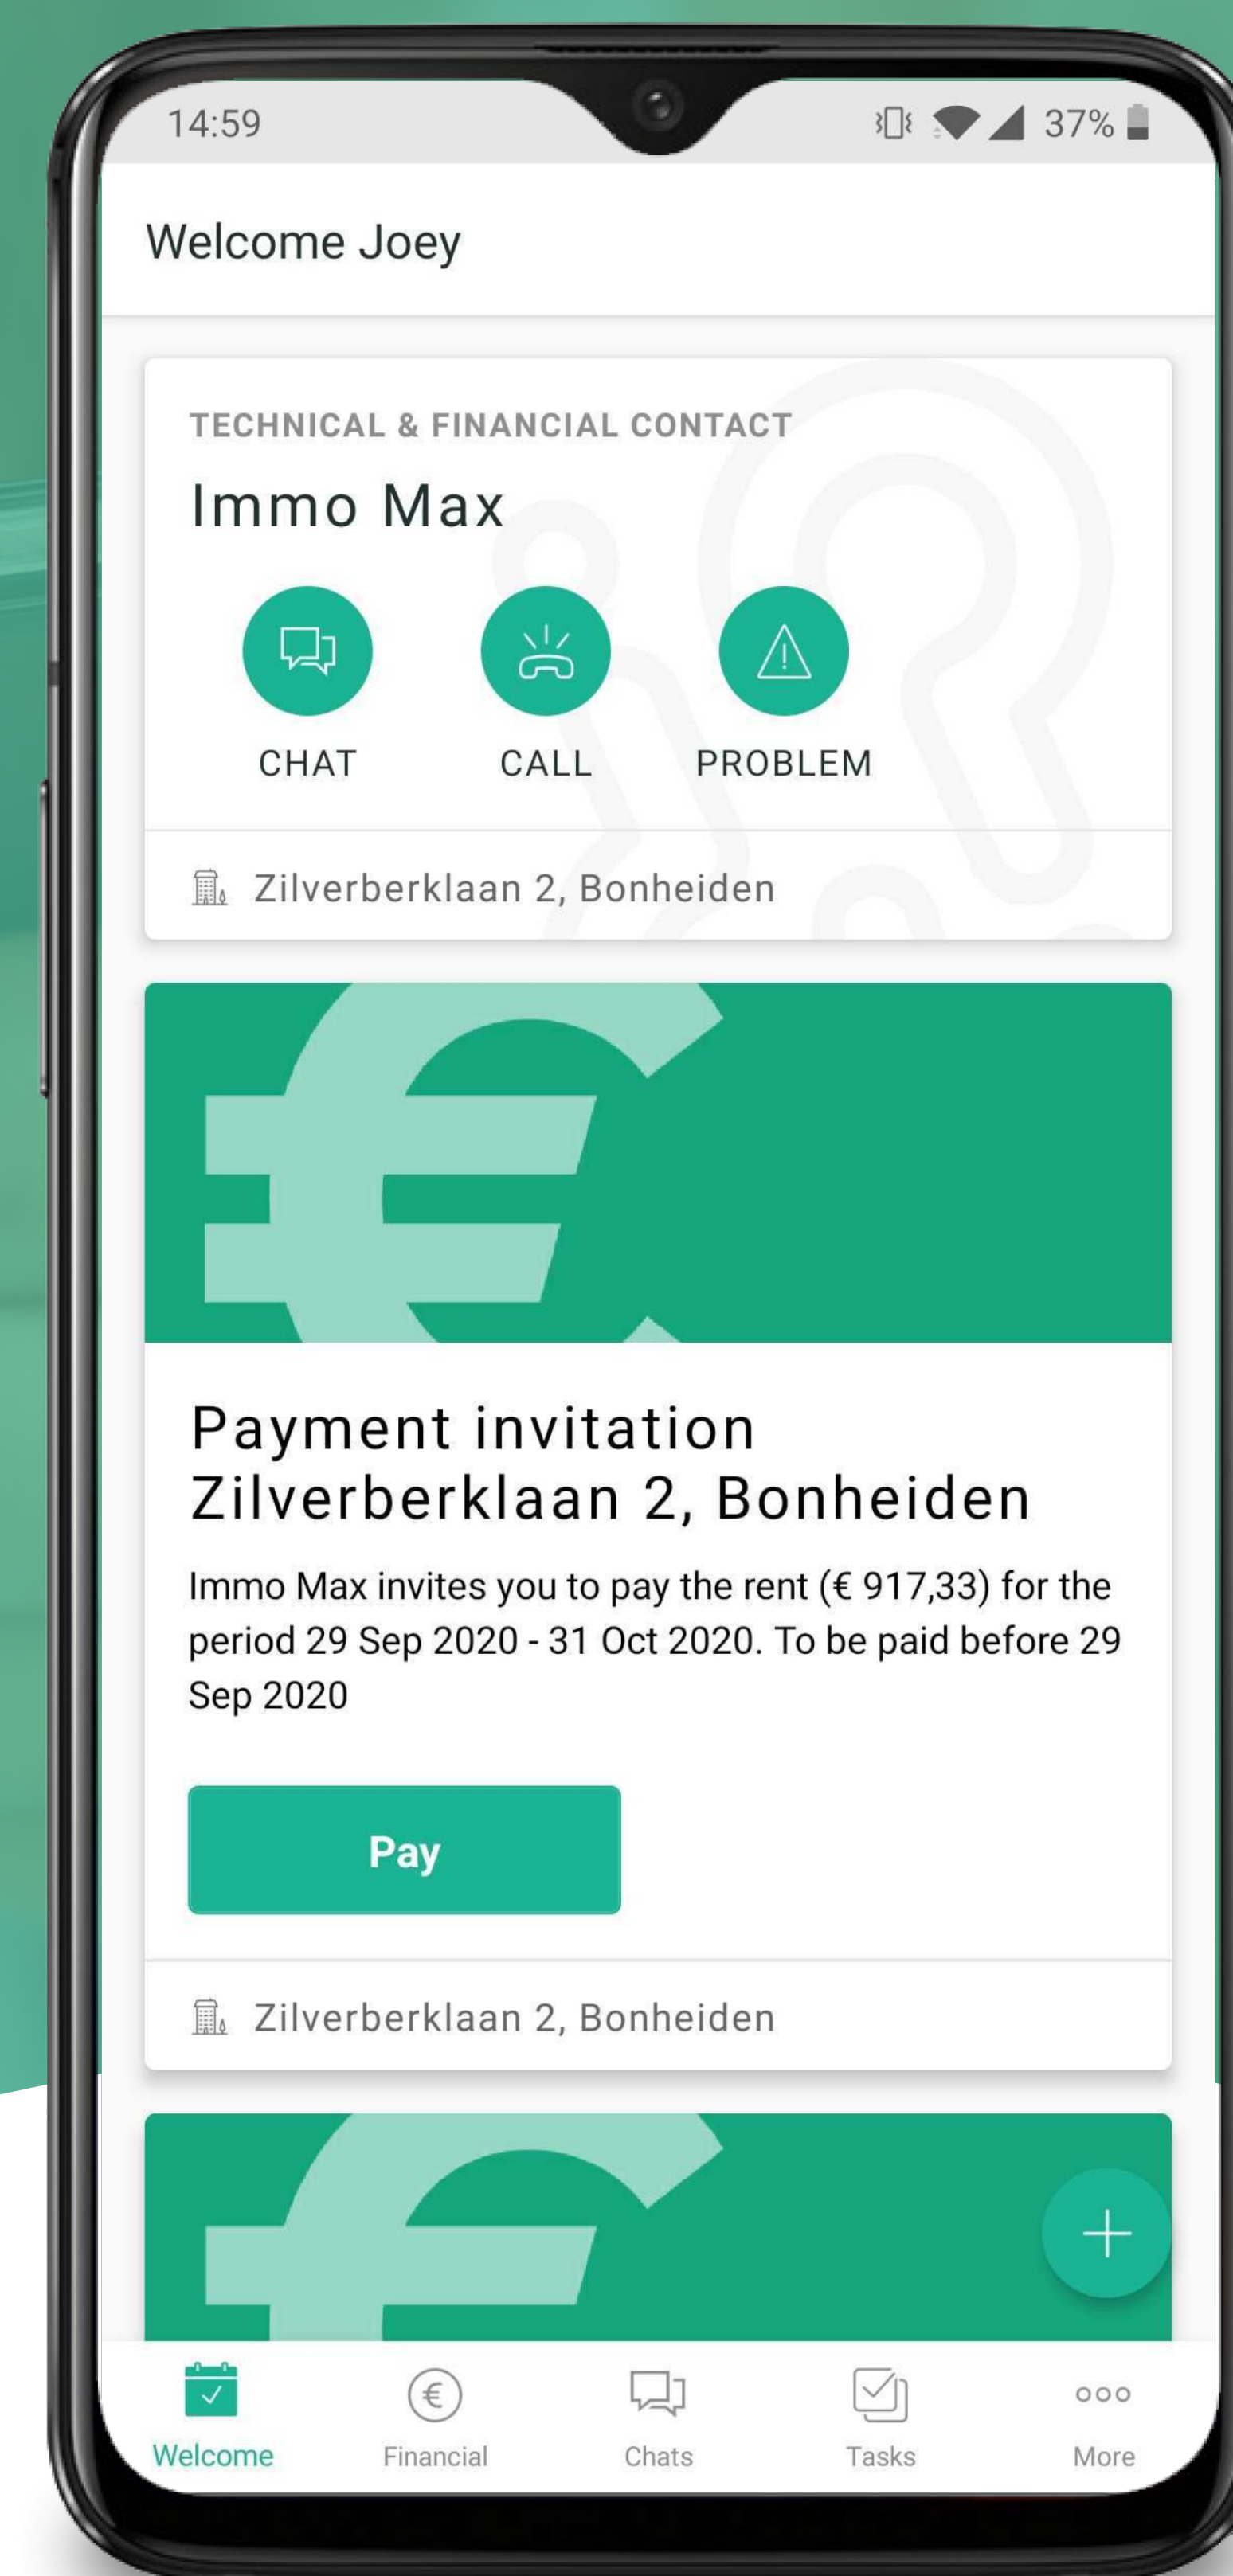 14:59
37%
Welcome Joey
TECHNICAL & FINANCIAL CONTACT
Immo Max
CHAT CALL PROBLEM
Zilverberklaan 2, Bonheiden
Payment invitation
Zilverberklaan 2, Bonheiden
Immo Max invites you to pay the rent (€ 917,33) for the
period 29 Sep 2020 - 31 Oct 2020. To be paid before 29
Sep 2020
Pay
Zilverberklaan 2, Bonheiden
Welcome Financial Chats Tasks More